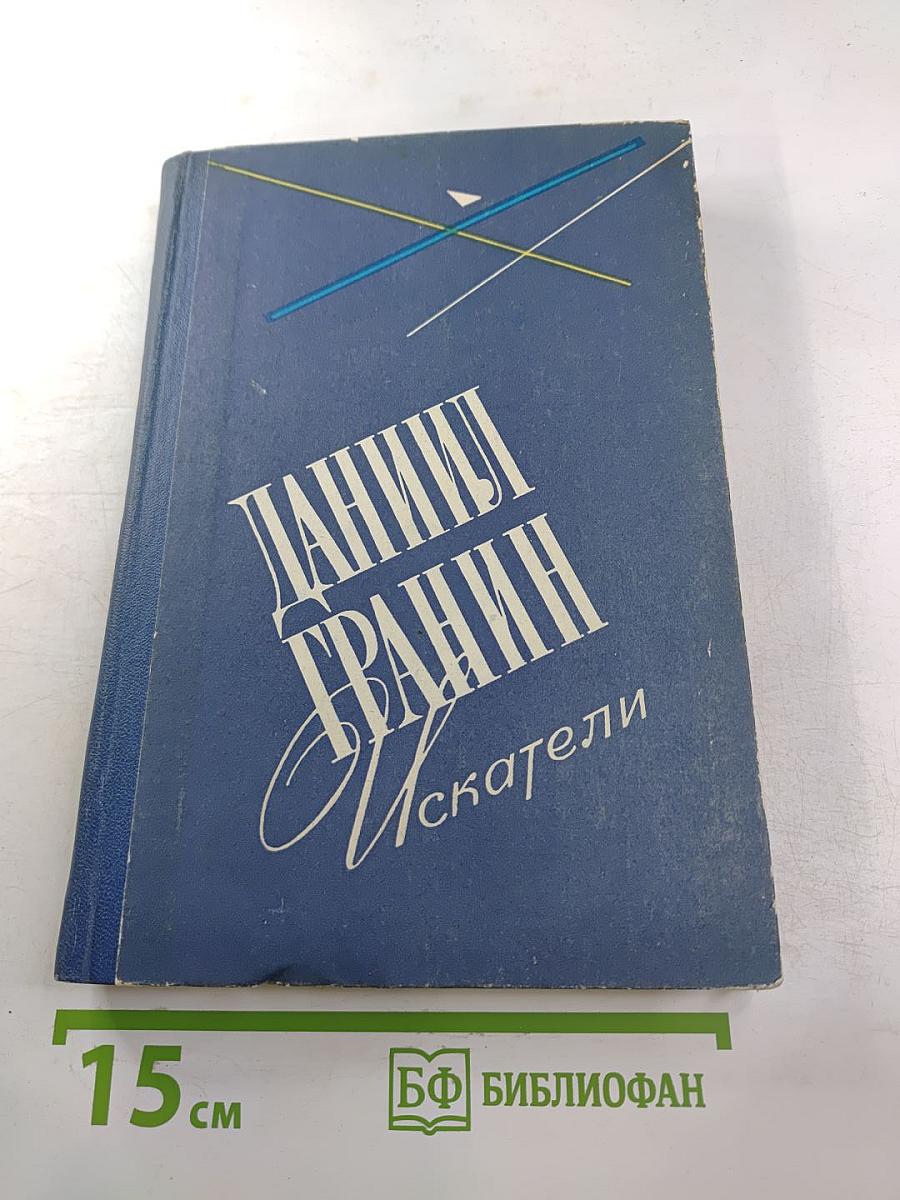 ДАНИИЛ
ГРАНИН
Искатели
15 см
БФ БИБЛИОФАН